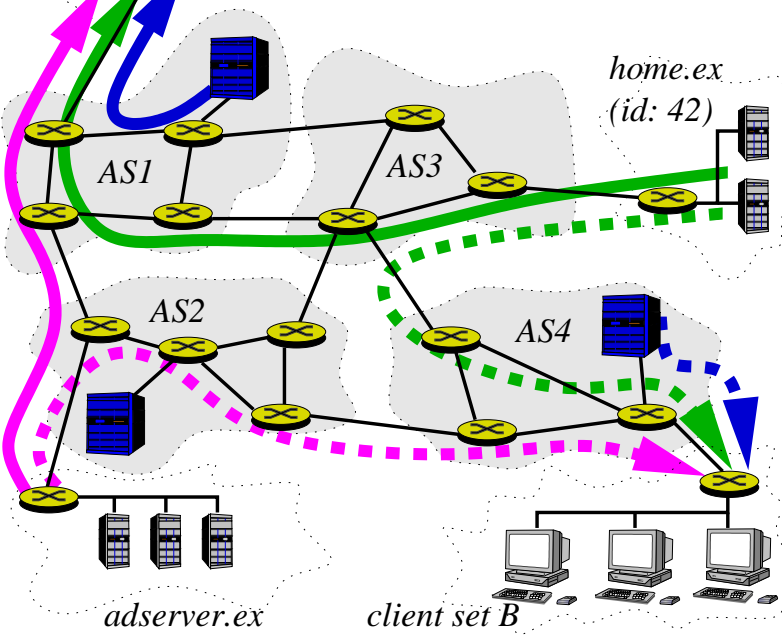 home.ex
(id: 42)
AS1
AS3
AS2
AS4
adserver.ex
client set B